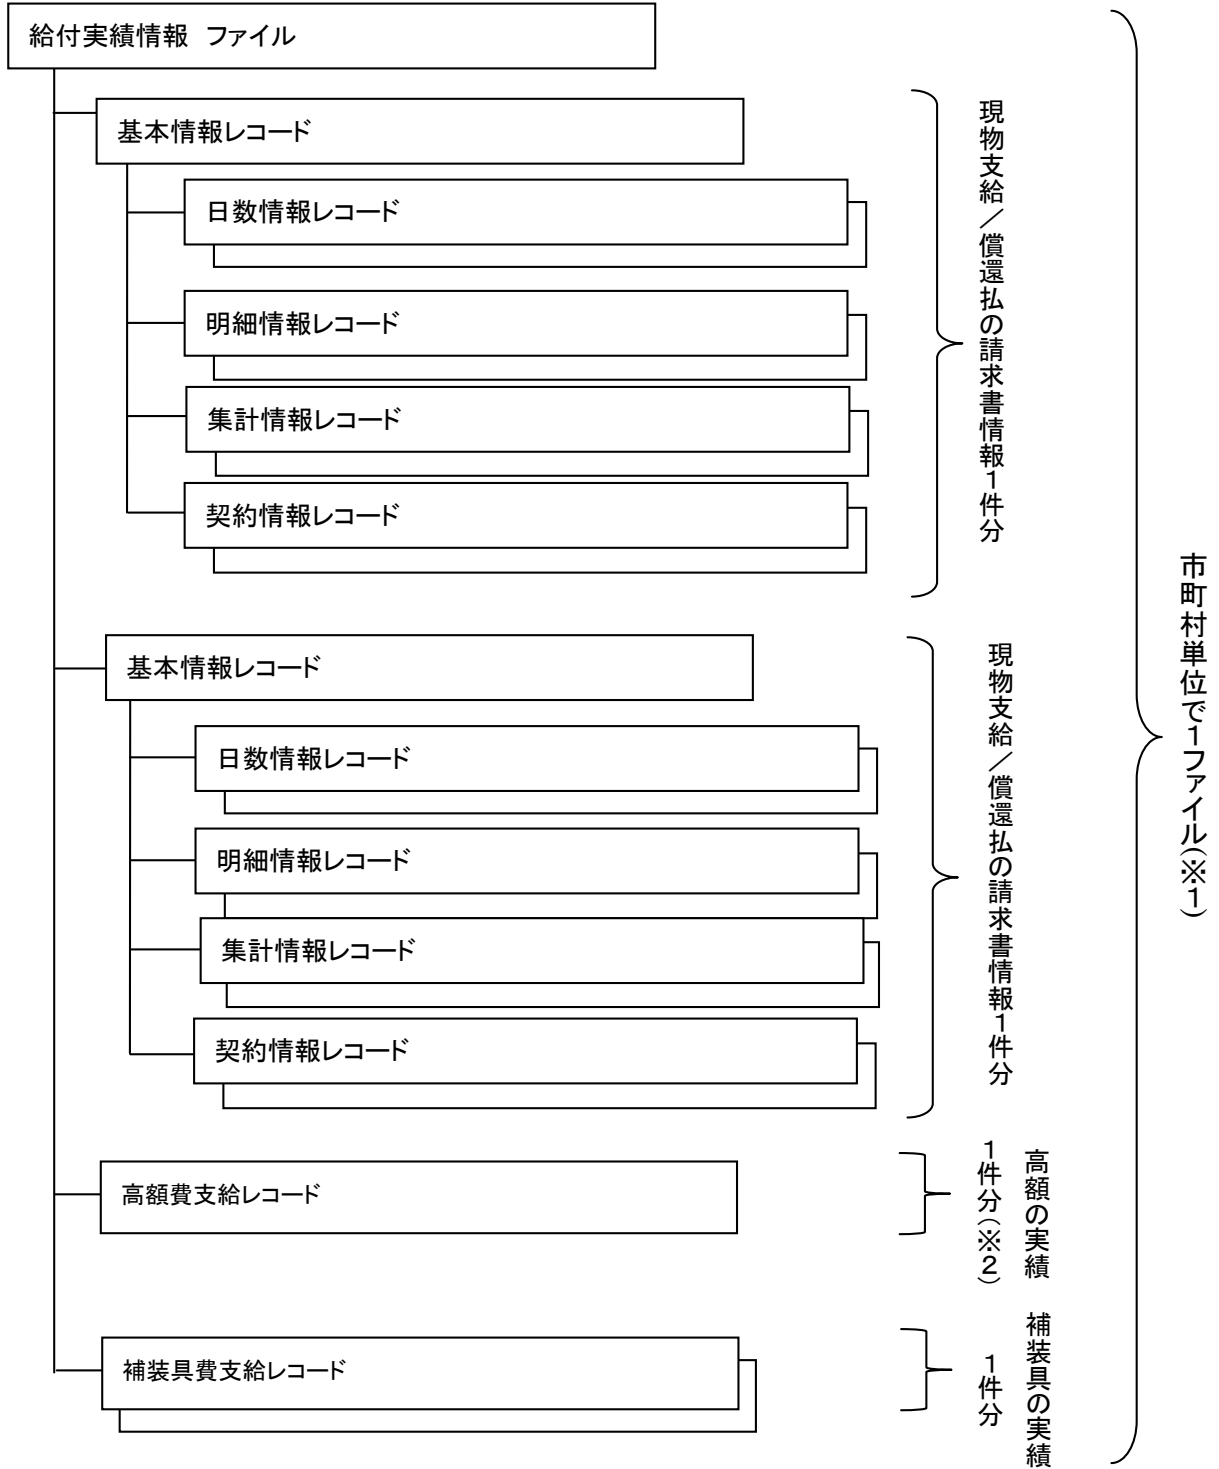 給付実績情報　ファイル
基本情報レコード
日数情報レコード
明細情報レコード
集計情報レコード
契約情報レコード
現物支給／償還払の請求書情報１件分
基本情報レコード
日数情報レコード
明細情報レコード
集計情報レコード
契約情報レコード
現物支給／償還払の請求書情報１件分
高額費支給レコード
高額の実績
１件分（※２）
補装具費支給レコード
補装具の実績
１件分
市町村単位で１ファイル（※１）